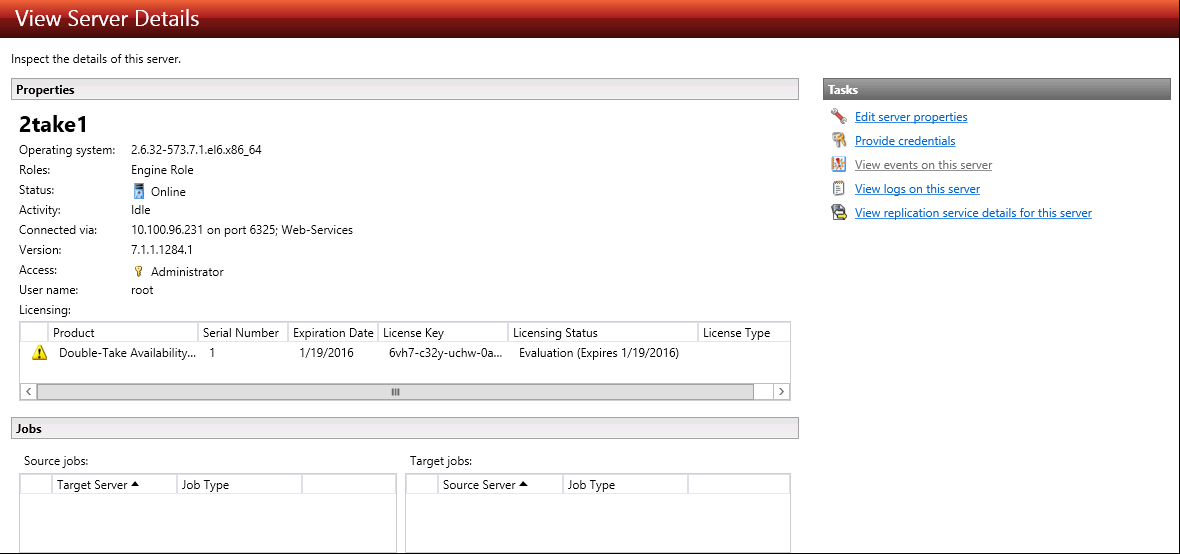 View Server Details
Inspect the details of this server.
Properties
2take1
Operating system: 2.6.32-573.7.1.el6.x86_64
Roles: Engine Role
Status: Online
Activity: Idle
Connected via: 10.100.96.231 on port 6325; Web-Services
Version: 7.1.1.1284.1
Access: Administrator
User name: root
Licensing:
Product Serial Number Expiration Date License Key Licensing Status License Type
Double-Take Availability... 1 1/19/2016 6vh7-c32y-uchw-0a... Evaluation (Expires 1/19/2016)
Jobs
Source jobs: Target jobs:
Target Server Job Type Source Server Job Type
Tasks
Edit server properties
Provide credentials
View events on this server
View logs on this server
View replication service details for this server